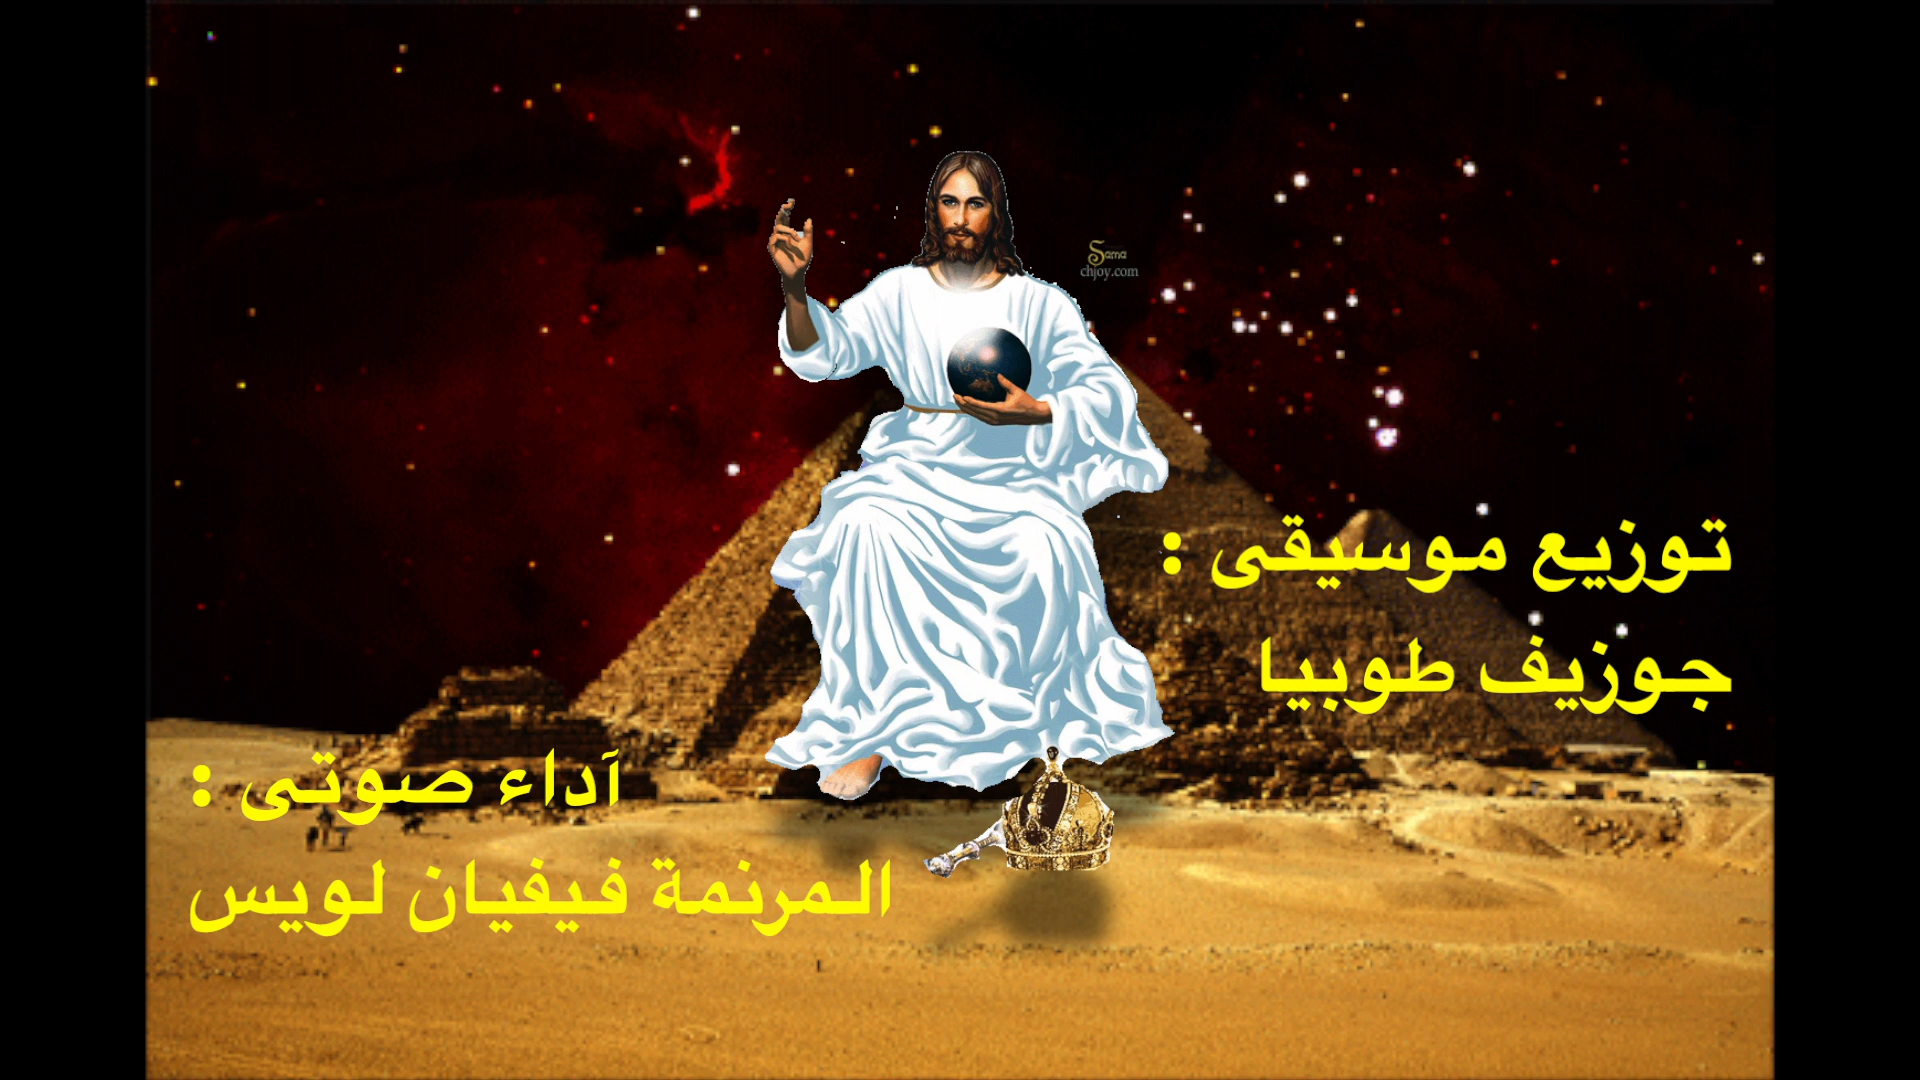 Sama
chjoy.com
توزيع موسيقى :
جوزيف طوبيا
آداء صوتى :
المرنمة فيفيان لويس